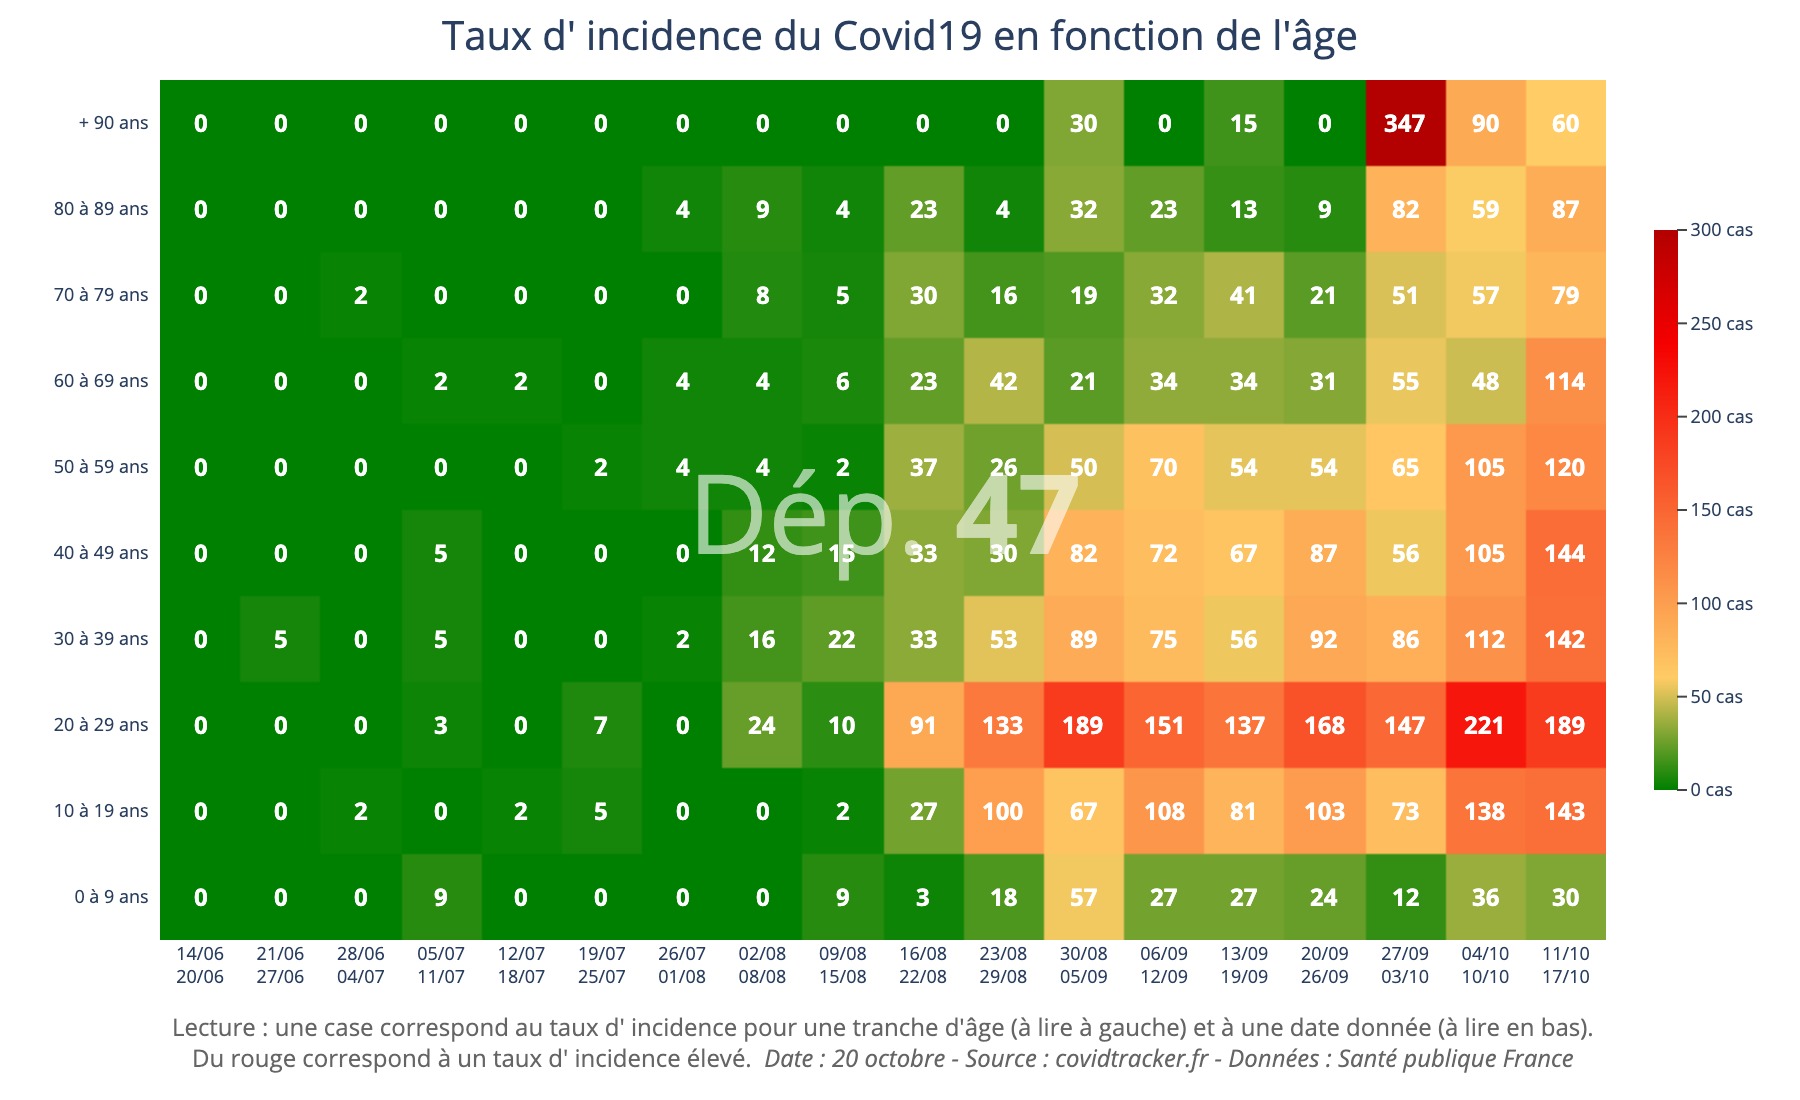 Taux d' incidence du Covid19 en fonction de l'âge
+ 90 ans 0 0 0 0 0 0 0 0 0 0 0 30 0 15 0 347 90 60
80 à 89 ans 0 0 0 0 0 0 4 9 4 23 4 32 23 13 9 82 59 87
70 à 79 ans 0 0 2 0 0 0 0 8 5 30 16 19 32 41 21 51 57 79
60 à 69 ans 0 0 0 2 2 0 4 4 6 23 42 21 34 34 31 55 48 114
50 à 59 ans 0 0 0 0 0 2 4 4 2 37 26 50 70 54 54 65 105 120
Dép. 47
40 à 49 ans 0 0 0 5 0 0 0 12 15 33 30 82 72 67 87 56 105 144
30 à 39 ans 0 5 0 5 0 0 2 16 22 33 53 89 75 56 92 86 112 142
20 à 29 ans 0 0 0 3 0 7 0 24 10 91 133 189 151 137 168 147 221 189
10 à 19 ans 0 0 2 0 2 5 0 0 2 27 100 67 108 81 103 73 138 143
0 à 9 ans 0 0 0 9 0 0 0 0 9 3 18 57 27 27 24 12 36 30
14/06 21/06 28/06 05/07 12/07 19/07 26/07 02/08 09/08 16/08 23/08 30/08 06/09 13/09 20/09 27/09 04/10 11/10
20/06 27/06 04/07 11/07 18/07 25/07 01/08 08/08 15/08 22/08 29/08 05/09 12/09 19/09 26/09 03/10 10/10 17/10
300 cas
250 cas
200 cas
150 cas
100 cas
50 cas
0 cas
Lecture : une case correspond au taux d' incidence pour une tranche d'âge (à lire à gauche) et à une date donnée (à lire en bas).
Du rouge correspond à un taux d' incidence élevé. Date : 20 octobre - Source : covidtracker.fr - Données : Santé publique France